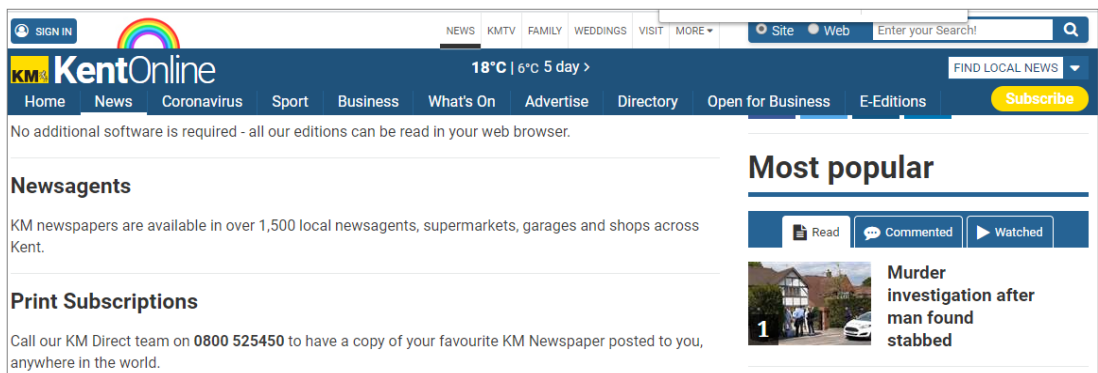 SIGN IN
NEWS KMTV FAMILY WEDDINGS VISIT MORE
Site Web
Enter your Search!
KM KentOnline
18°C | 6°C 5 day >
FIND LOCAL NEWS
Home News Coronavirus Sport Business What's On Advertise Directory Open for Business E-Editions Subscribe
No additional software is required - all our editions can be read in your web browser.
Newsagents
KM newspapers are available in over 1,500 local newsagents, supermarkets, garages and shops across
Kent.
Print Subscriptions
Call our KM Direct team on 0800 525450 to have a copy of your favourite KM Newspaper posted to you,
anywhere in the world.
Most popular
Read Commented Watched
1
Murder
investigation after
man found
stabbed